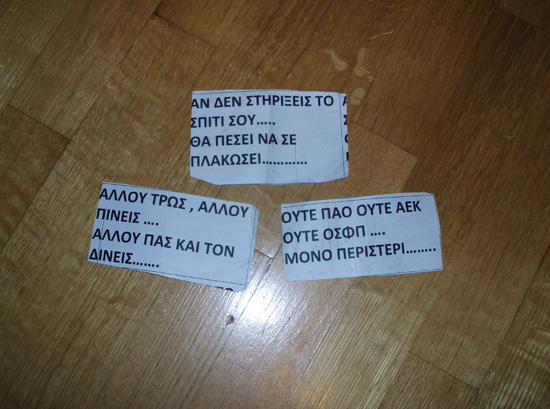 ΑΝ ΔΕΝ ΣΤΗΡΙΞΕΙΣ ΤΟ
ΣΠΙΤΙ ΣΟΥ.....
ΘΑ ΠΕΣΕΙ ΝΑ ΣΕ
ΠΛΑΚΩΣΕΙ............
ΑΛΛΟΥ ΤΡΩΣ , ΑΛΛΟΥ
ΠΙΝΕΙΣ ....
ΑΛΛΟΥ ΠΑΣ ΚΑΙ ΤΟΝ
ΔΙΝΕΙΣ.......
ΟΥΤΕ ΠΑΟ ΟΥΤΕ ΑΕΚ
ΟΥΤΕ ΟΣΦΠ ....
ΜΟΝΟ ΠΕΡΙΣΤΕΡΙ........